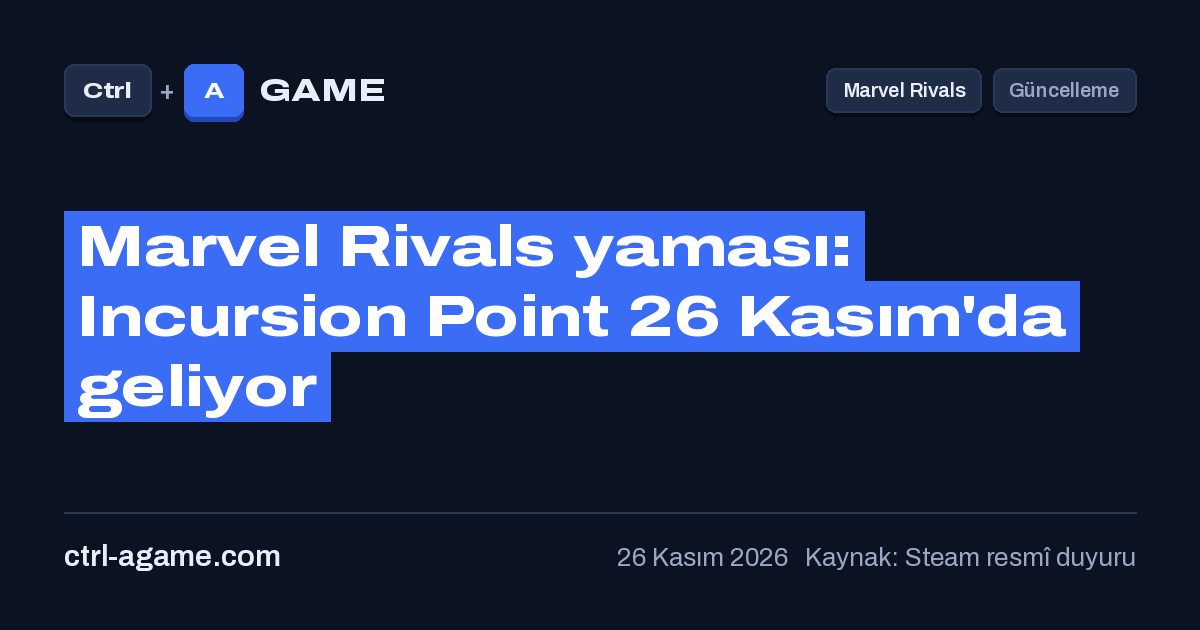 Ctrl + A GAME
Marvel Rivals Güncelleme
Marvel Rivals yaması:
Incursion Point 26 Kasım'da
geliyor
ctrl-agame.com
26 Kasım 2026 Kaynak: Steam resmî duyuru